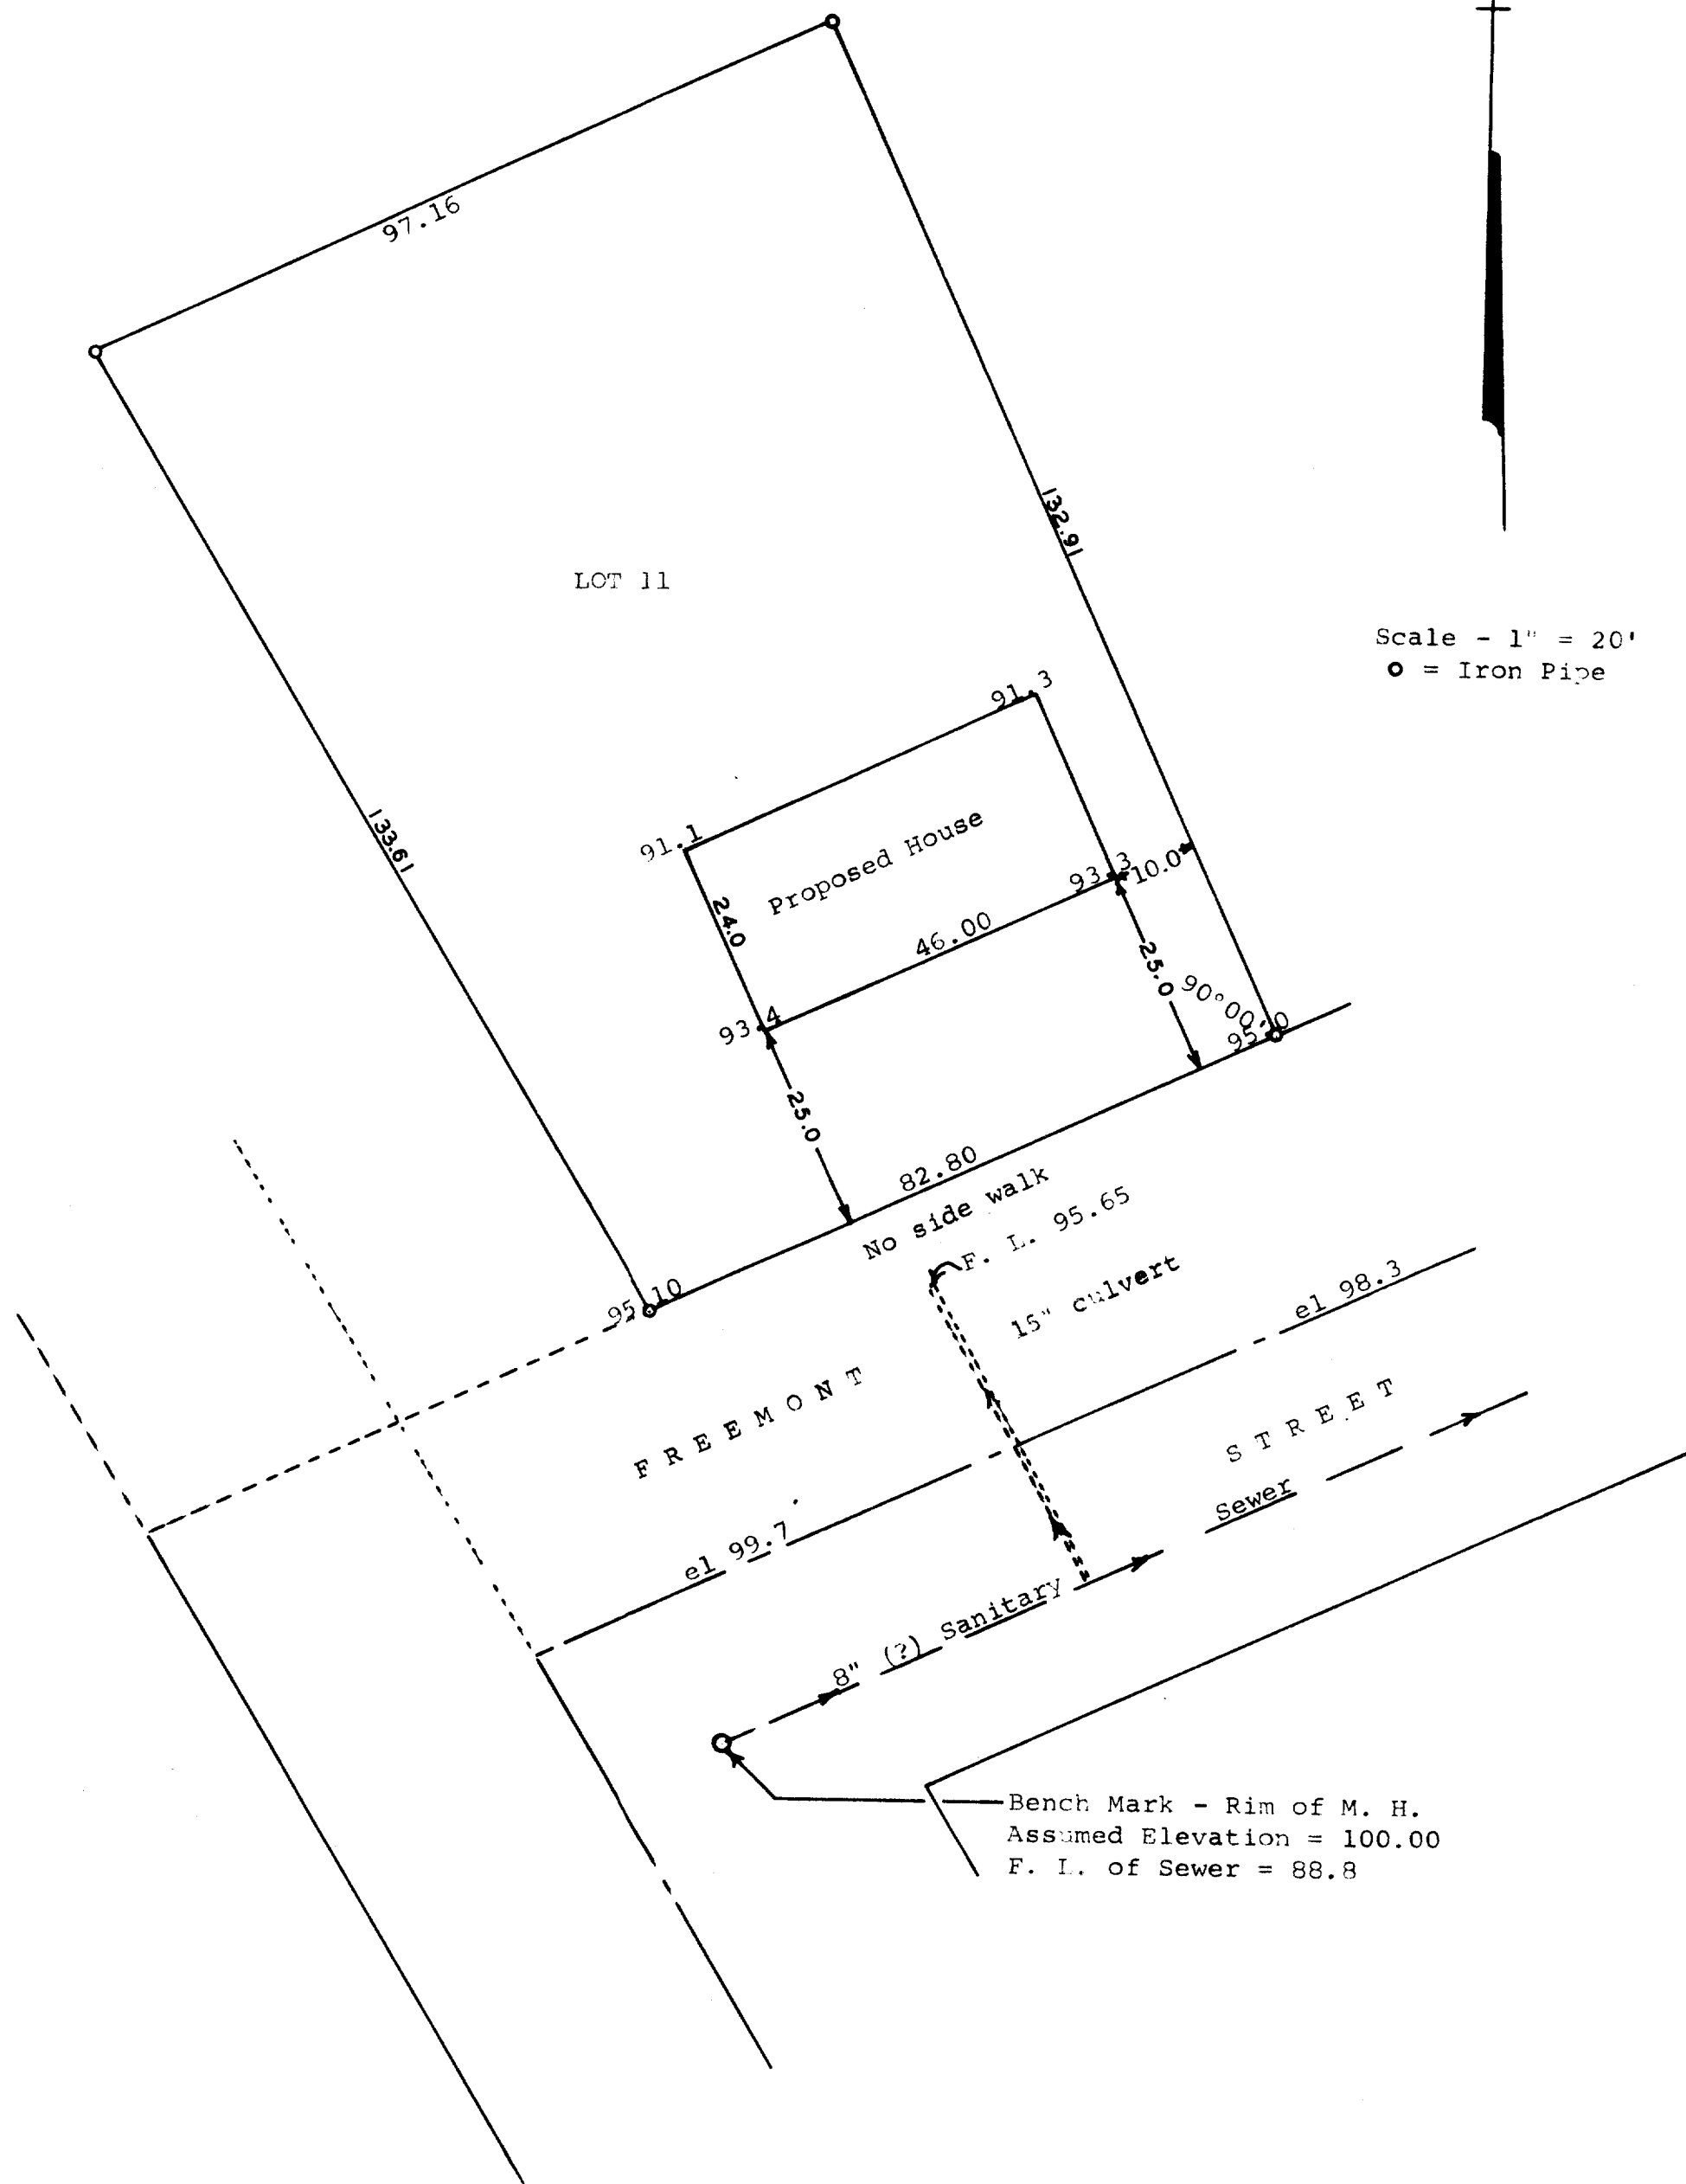 97.16
132.91
LOT 11
Scale - 1" = 20'
o = Iron Pipe
91.3
91.1
133.61
Proposed House
24.0
93.3
10.0
46.00
25.0
90°00'
93.4
95.0
25.0
82.80
No side walk
F. L. 95.65
15" culvert
95.10
el 98.3
FREEMONT STREET
el 99.7
8" (?) Sanitary Sewer
Bench Mark - Rim of M. H.
Assumed Elevation = 100.00
F. L. of Sewer = 88.8